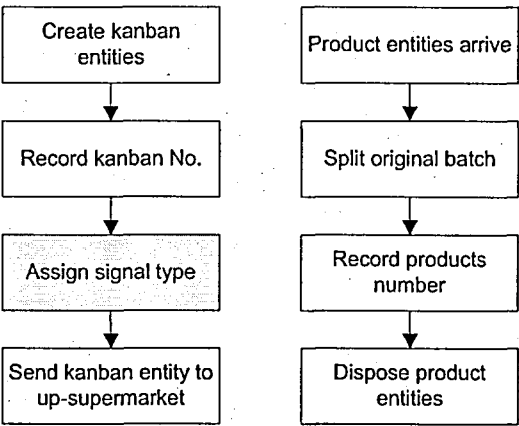 Create kanban
entities
Record kanban No.
Assign signal type
Send kanban entity to
up-supermarket
Product entities arrive
Split original batch
Record products
number
Dispose product
entities